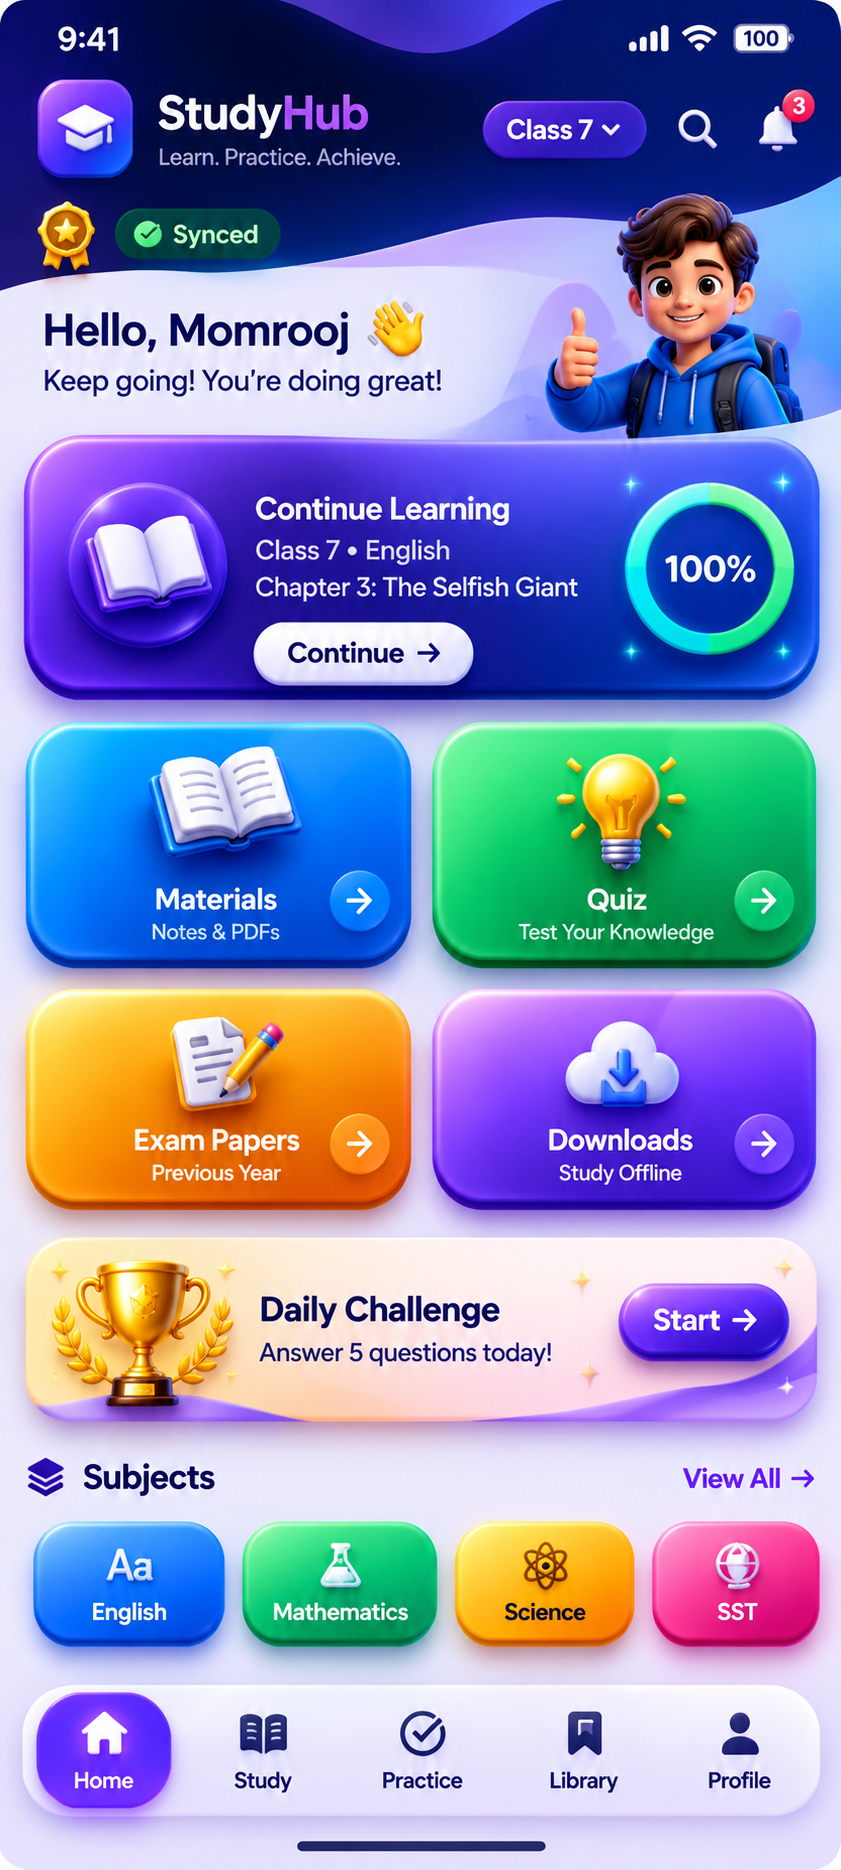 9:41
100
StudyHub
Learn. Practice. Achieve.
Class 7
3
Synced
Hello, Momrooj
Keep going! You're doing great!
Continue Learning
Class 7 • English
Chapter 3: The Selfish Giant
Continue →
100%
Materials
Notes & PDFs
→
Quiz
Test Your Knowledge
→
Exam Papers
Previous Year
→
Downloads
Study Offline
→
Daily Challenge
Answer 5 questions today!
Start →
Subjects
View All →
Aa
English
Mathematics
Science
SST
Home
Study
Practice
Library
Profile